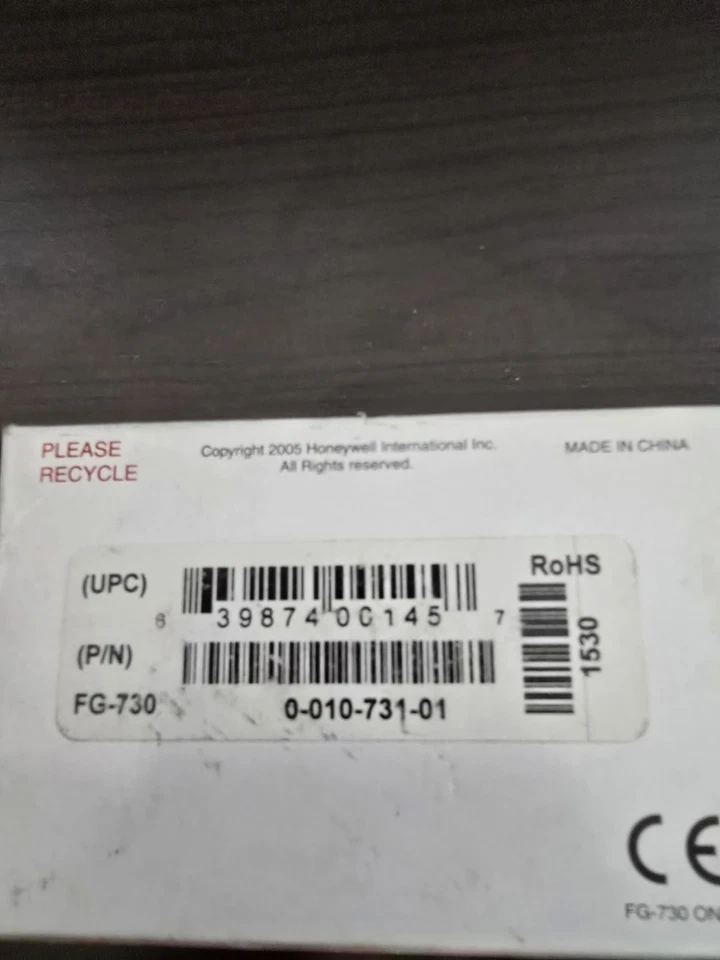 PLEASE
RECYCLE
Copyright 2005 Honeywell International Inc.
All Rights reserved.
MADE IN CHINA
(UPC)
6 39874 00145 7
RoHS
1530
(P/N)
FG-730
0-010-731-01
CE
FG-730 ON